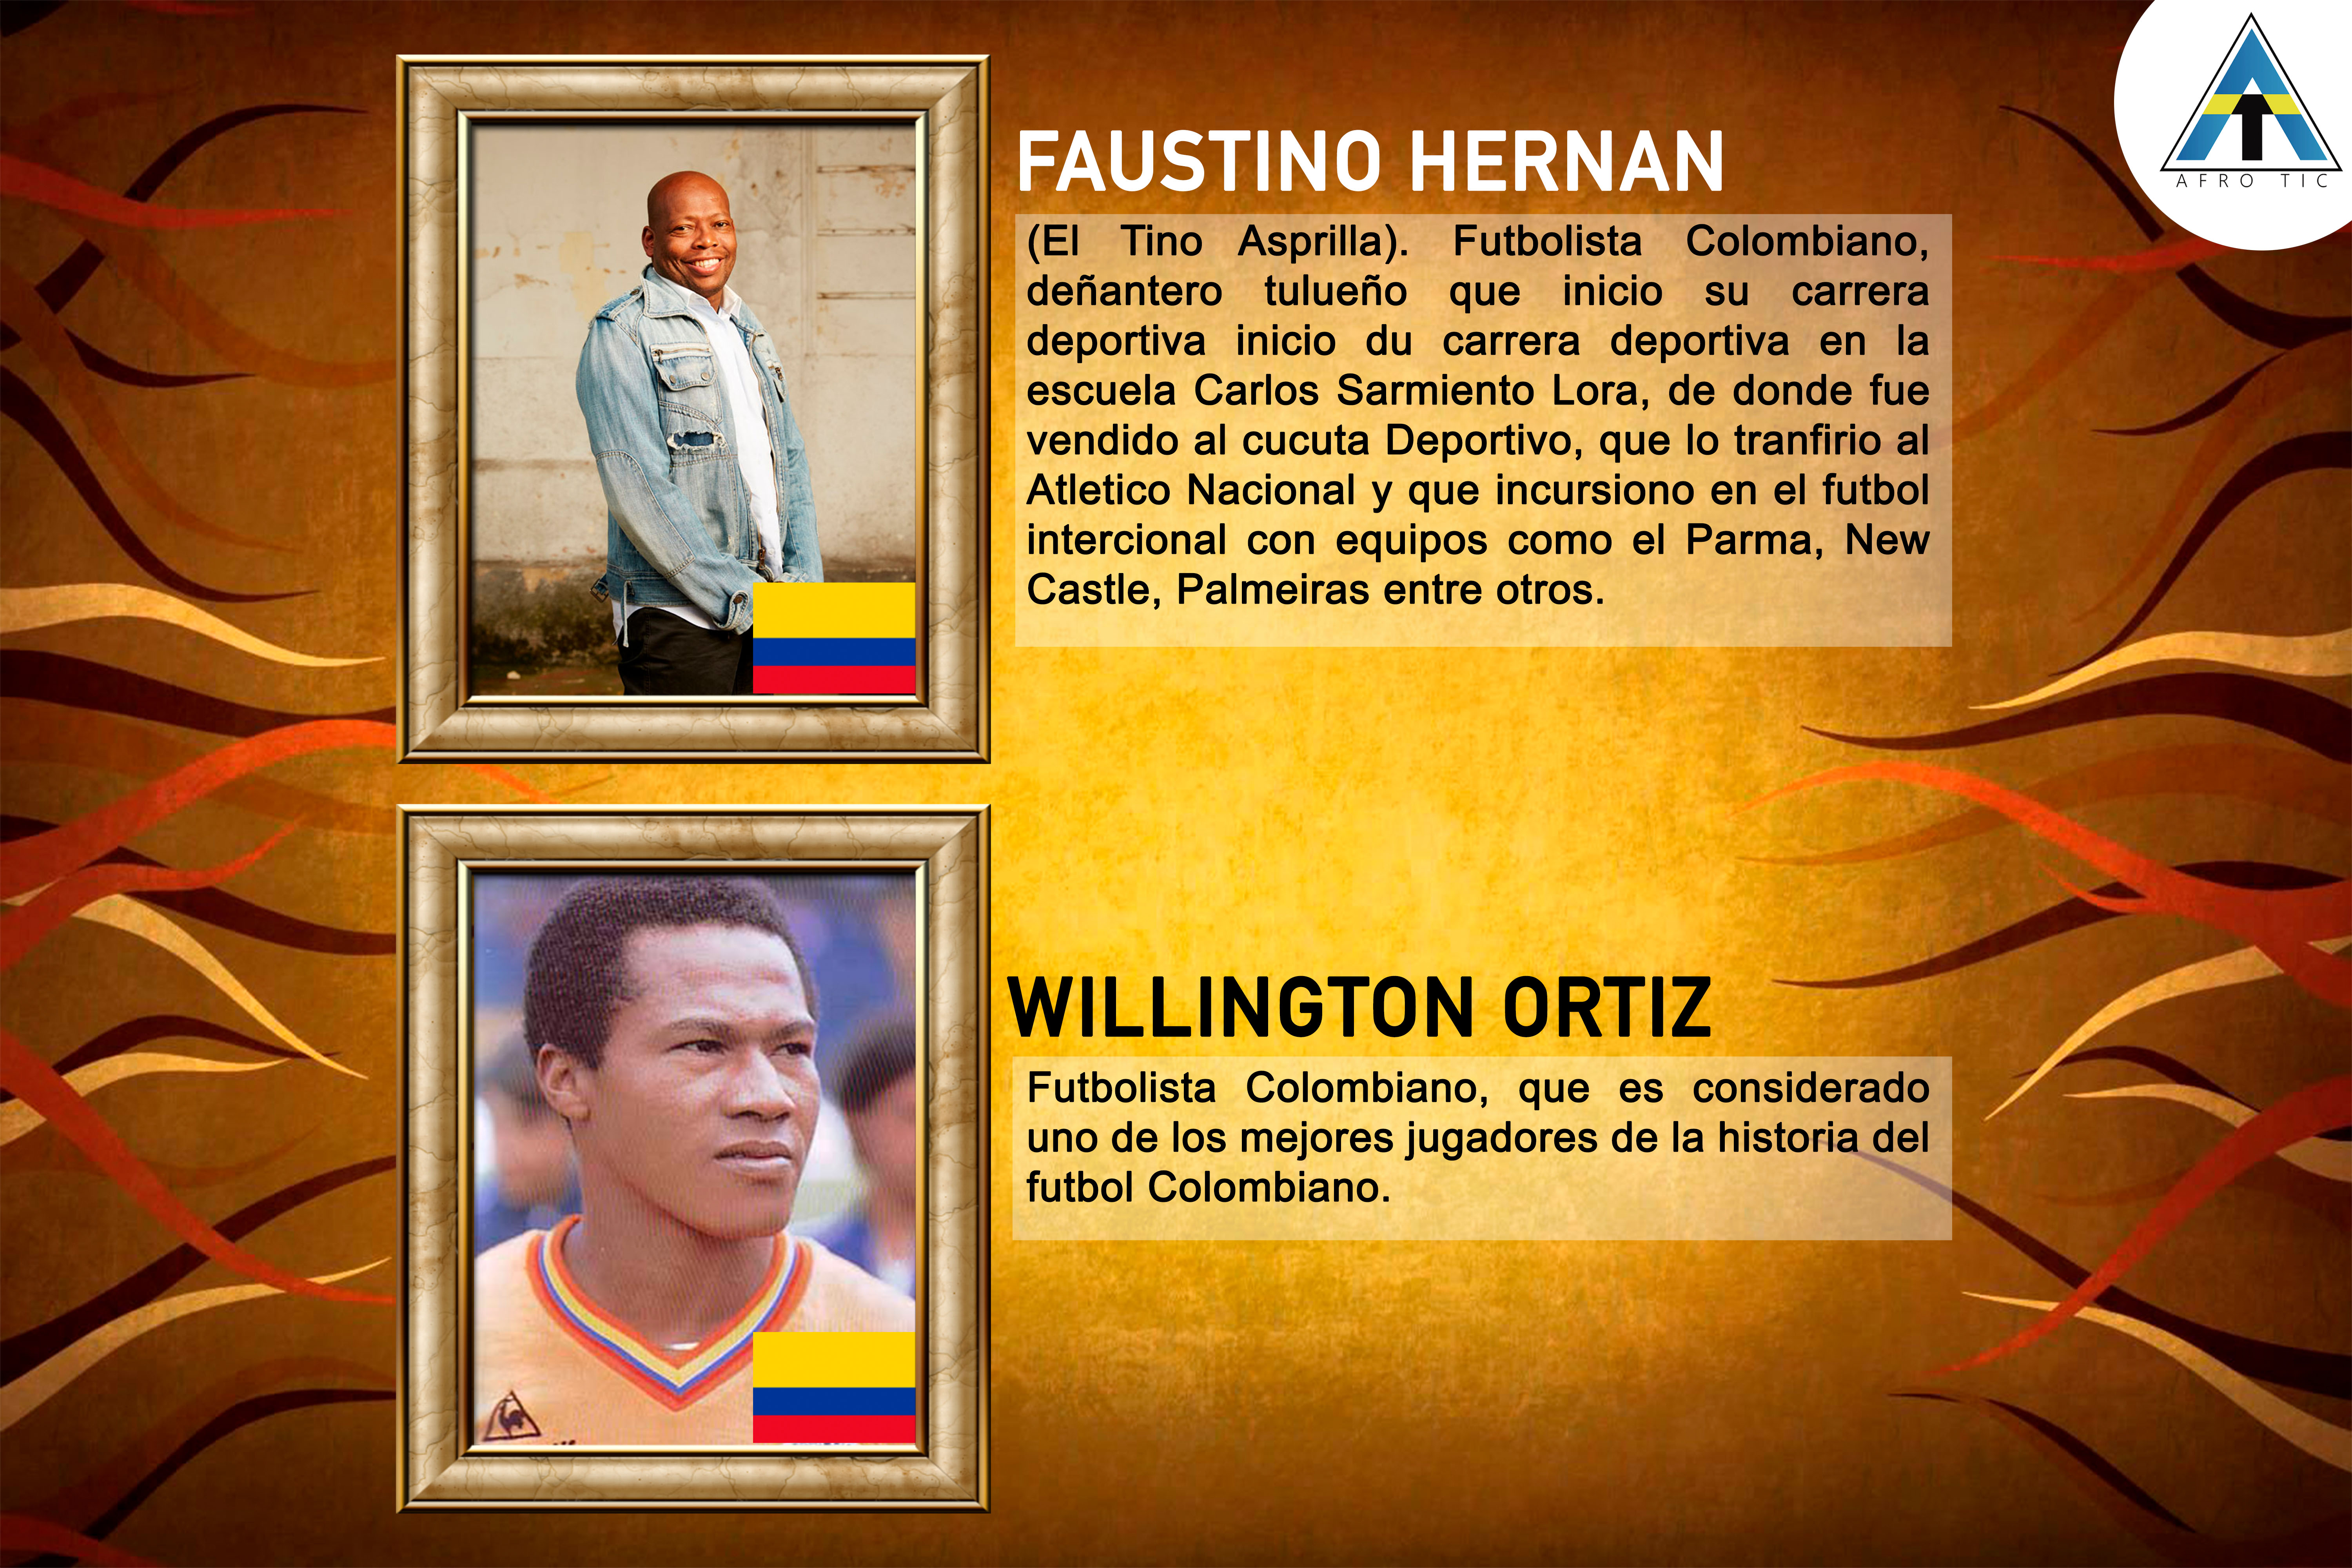 AFRO TIC
FAUSTINO HERNAN
(El Tino Asprilla). Futbolista Colombiano,
deñantero tulueño que inicio su carrera
deportiva inicio du carrera deportiva en la
escuela Carlos Sarmiento Lora, de donde fue
vendido al cucuta Deportivo, que lo tranfirio al
Atletico Nacional y que incursiono en el futbol
intercional con equipos como el Parma, New
Castle, Palmeiras entre otros.
WILLINGTON ORTIZ
Futbolista Colombiano, que es considerado
uno de los mejores jugadores de la historia del
futbol Colombiano.